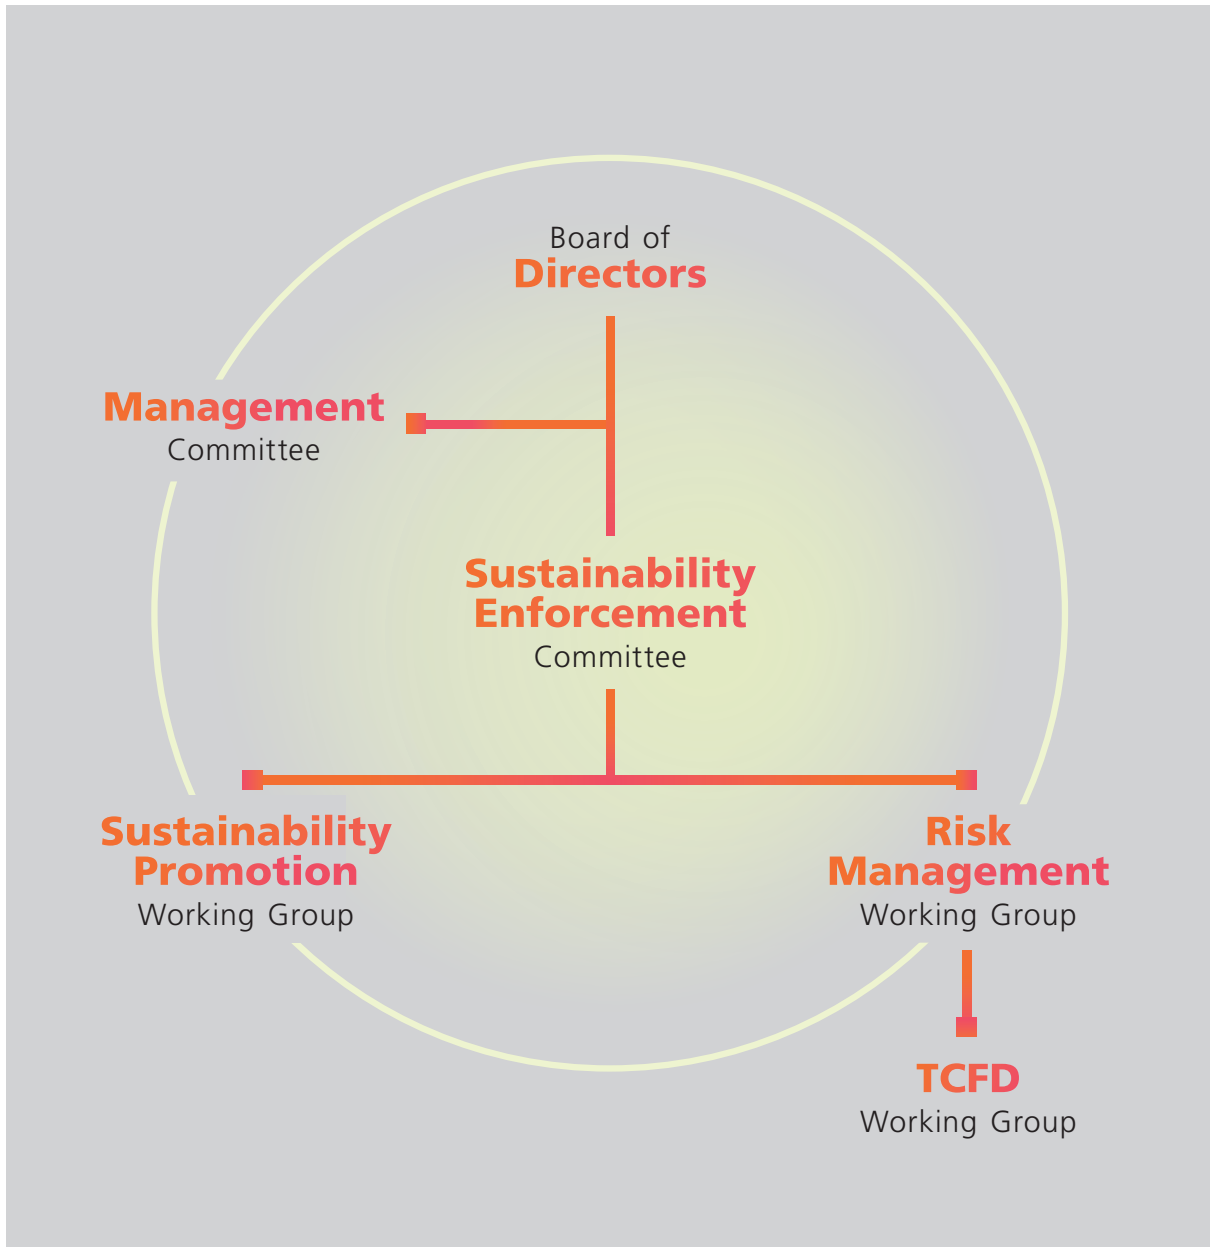 Board of
Directors
Management
Committee
Sustainability
Enforcement
Committee
Sustainability
Promotion
Working Group
Risk
Management
Working Group
TCFD
Working Group